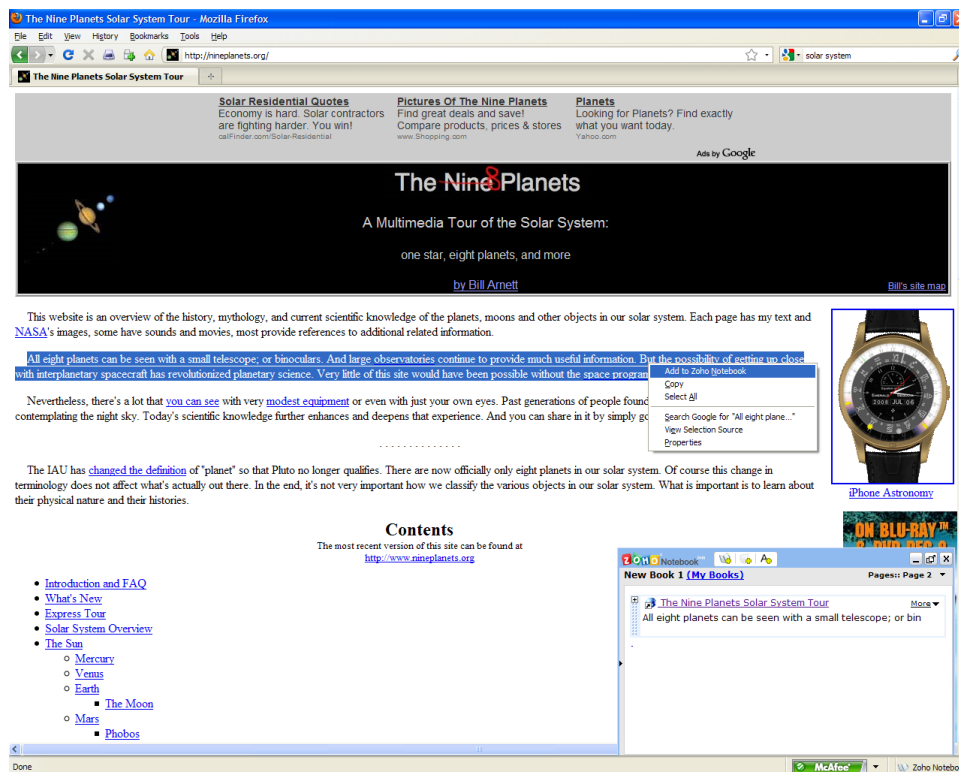 The Nine Planets Solar System Tour - Mozilla Firefox
File Edit View History Bookmarks Tools Help
http://nineplanets.org/
solar system
The Nine Planets Solar System Tour
Solar Residential Quotes
Economy is hard. Solar contractors
are fighting harder. You win!
calFinder.com/Solar-Residential
Pictures Of The Nine Planets
Find great deals and save!
Compare products, prices & stores
www.Shopping.com
Planets
Looking for Planets? Find exactly
what you want today.
Yahoo.com
Ads by Google
The Nine 8 Planets
A Multimedia Tour of the Solar System:
one star, eight planets, and more
by Bill Arnett
Bill's site map
This website is an overview of the history, mythology, and current scientific knowledge of the planets, moons and other objects in our solar system. Each page has my text and
NASA's images, some have sounds and movies, most provide references to additional related information.
All eight planets can be seen with a small telescope; or binoculars. And large observatories continue to provide much useful information. But the possibility of getting up close
with interplanetary spacecraft has revolutionized planetary science. Very little of this site would have been possible without the space program
Add to Zoho Notebook
Copy
Select All
Search Google for "All eight plane..."
View Selection Source
Properties
Nevertheless, there's a lot that you can see with very modest equipment or even with just your own eyes. Past generations of people found
contemplating the night sky. Today's scientific knowledge further enhances and deepens that experience. And you can share in it by simply
. . . . . . . . . . . . . .
The IAU has changed the definition of "planet" so that Pluto no longer qualifies. There are now officially only eight planets in our solar system. Of course this change in
terminology does not affect what's actually out there. In the end, it's not very important how we classify the various objects in our solar system. What is important is to learn about
their physical nature and their histories.
2008 JUL 06
iPhone Astronomy
ON BLU-RAY™
Contents
The most recent version of this site can be found at
http://www.nineplanets.org
Introduction and FAQ
What's New
Express Tour
Solar System Overview
The Sun
Mercury
Venus
Earth
The Moon
Mars
Phobos
ZOHO Notebook
New Book 1 (My Books) Pages:: Page 2
The Nine Planets Solar System Tour More
All eight planets can be seen with a small telescope; or bin
Done
McAfee
Zoho Notebo